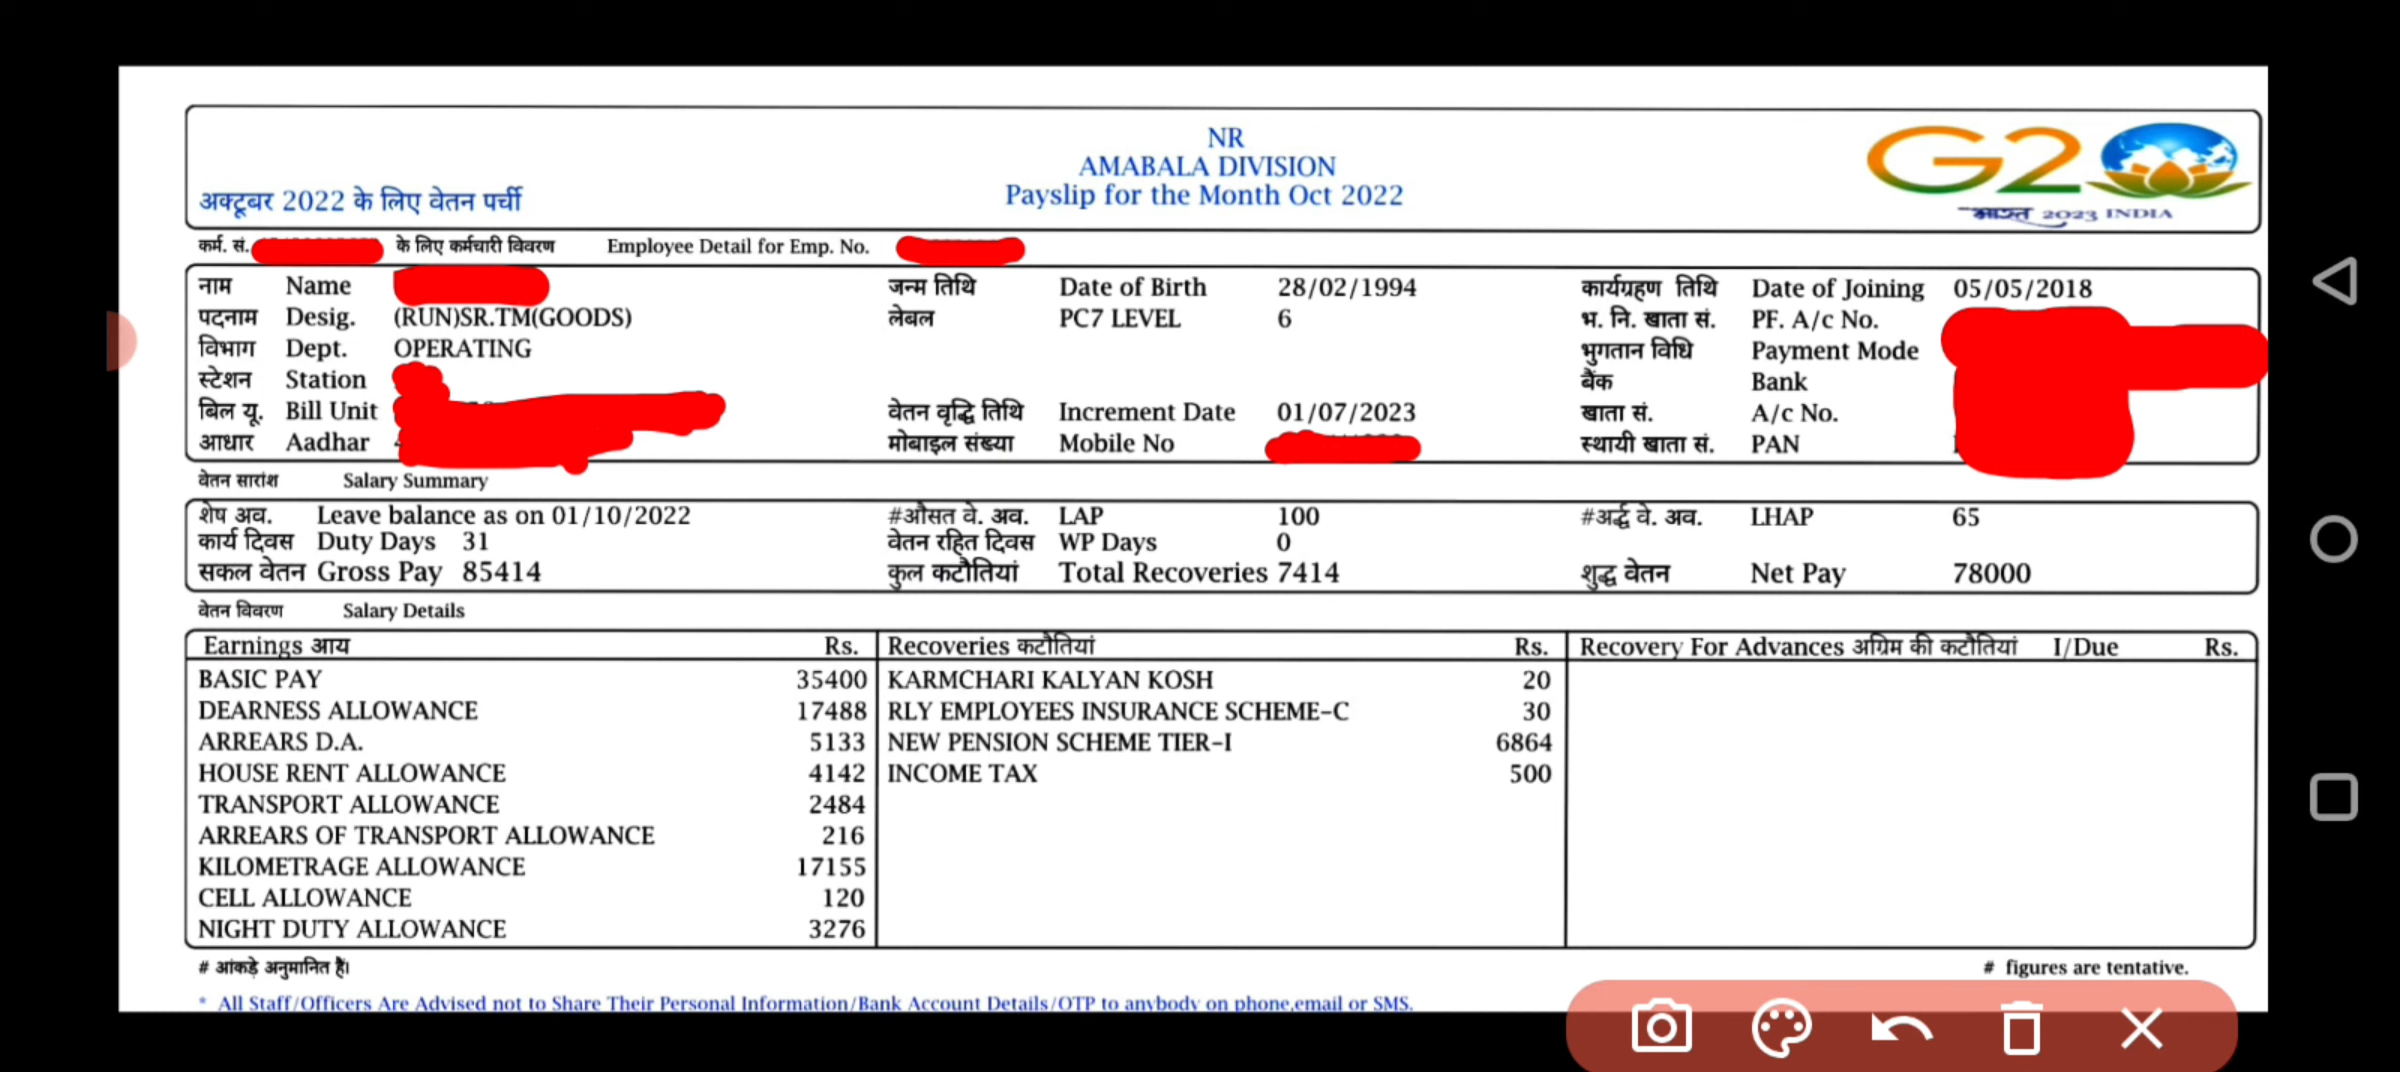 NR
AMABALA DIVISION
अक्टूबर 2022 के लिए वेतन पर्ची Payslip for the Month Oct 2022
G20
भारत 2023 INDIA
कर्म. सं. के लिए कर्मचारी विवरण Employee Detail for Emp. No.
नाम Name जन्म तिथि Date of Birth 28/02/1994 कार्यग्रहण तिथि Date of Joining 05/05/2018
पदनाम Desig. (RUN)SR.TM(GOODS) लेबल PC7 LEVEL 6 भ. नि. खाता सं. PF. A/c No.
विभाग Dept. OPERATING भुगतान विधि Payment Mode
स्टेशन Station बैंक Bank
बिल यू. Bill Unit वेतन वृद्धि तिथि Increment Date 01/07/2023 खाता सं. A/c No.
आधार Aadhar मोबाइल संख्या Mobile No स्थायी खाता सं. PAN
वेतन सारांश Salary Summary
शेष अव. Leave balance as on 01/10/2022 #औसत वे. अव. LAP 100 #अर्द्ध वे. अव. LHAP 65
कार्य दिवस Duty Days 31 वेतन रहित दिवस WP Days 0
सकल वेतन Gross Pay 85414 कुल कटौतियां Total Recoveries 7414 शुद्ध वेतन Net Pay 78000
वेतन विवरण Salary Details
Earnings आय Rs. Recoveries कटौतियां Rs. Recovery For Advances अग्रिम की कटौतियां I/Due Rs.
BASIC PAY 35400 KARMCHARI KALYAN KOSH 20
DEARNESS ALLOWANCE 17488 RLY EMPLOYEES INSURANCE SCHEME-C 30
ARREARS D.A. 5133 NEW PENSION SCHEME TIER-I 6864
HOUSE RENT ALLOWANCE 4142 INCOME TAX 500
TRANSPORT ALLOWANCE 2484
ARREARS OF TRANSPORT ALLOWANCE 216
KILOMETRAGE ALLOWANCE 17155
CELL ALLOWANCE 120
NIGHT DUTY ALLOWANCE 3276
# आंकड़े अनुमानित हैं। # figures are tentative.
* All Staff/Officers Are Advised not to Share Their Personal Information/Bank Account Details/OTP to anybody on phone,email or SMS.